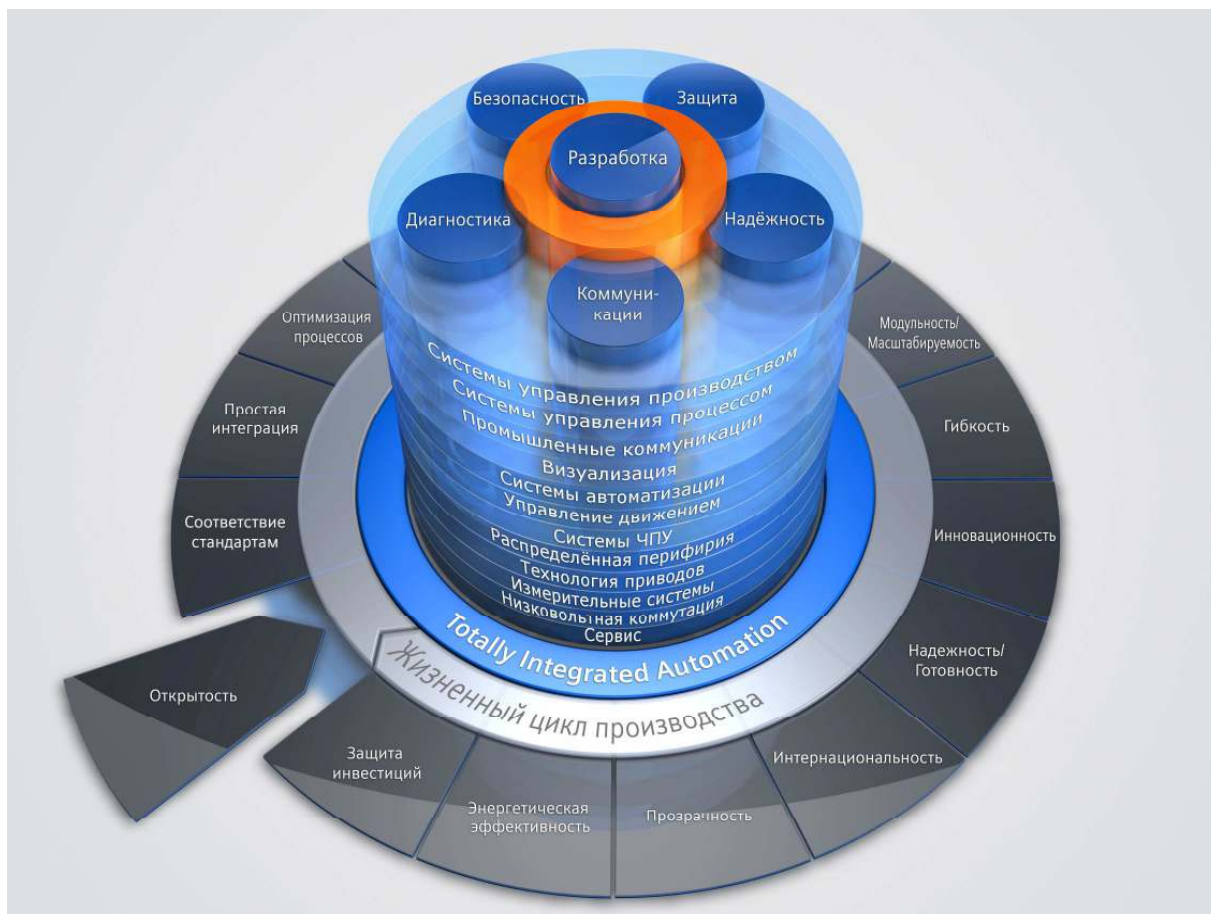 Безопасность
Защита
Разработка
Диагностика
Надёжность
Коммуни-
кации
Оптимизация
процессов
Модульность/
Масштабируемость
Системы управления производством
Системы управления процессом
Промышленные коммуникации
Визуализация
Системы автоматизации
Управление движением
Системы ЧПУ
Распределённая перифирия
Технология приводов
Измерительные системы
Низковольтная коммутация
Сервис
Простая
интеграция
Гибкость
Соответствие
стандартам
Инновационность
Totally Integrated Automation
Жизненный цикл производства
Надежность/
Готовность
Открытость
Защита
инвестиций
Интернациональность
Энергетическая
эффективность
Прозрачность